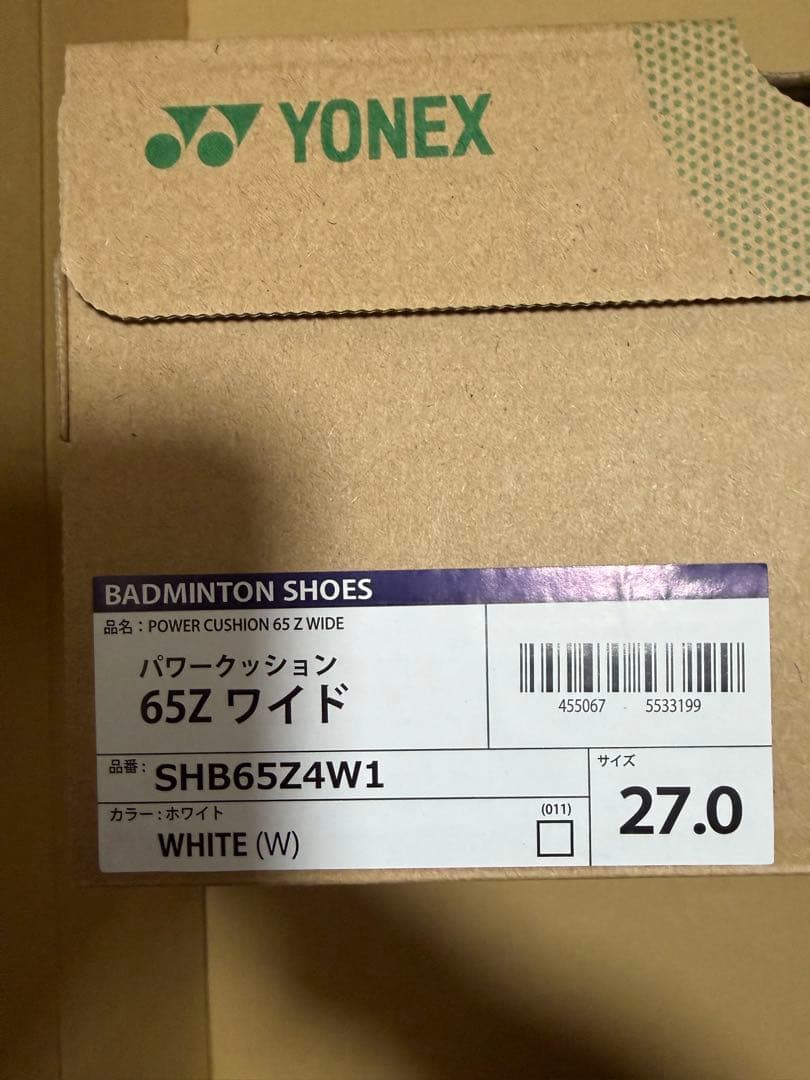 YONEX
BADMINTON SHOES
品名：POWER CUSHION 65 Z WIDE
パワークッション
65Z ワイド
455067 5533199
品番：SHB65Z4W1
サイズ
27.0
カラー：ホワイト
(011)
WHITE (W)